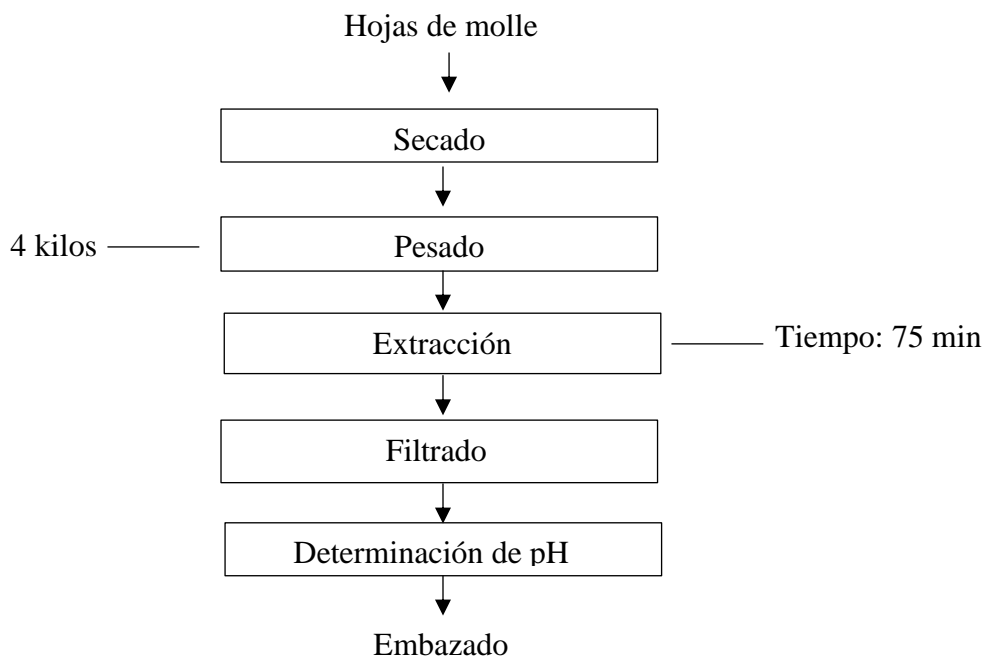 Hojas de molle
Secado
4 kilos
Pesado
Extracción
Tiempo: 75 min
Filtrado
Determinación de pH
Embazado